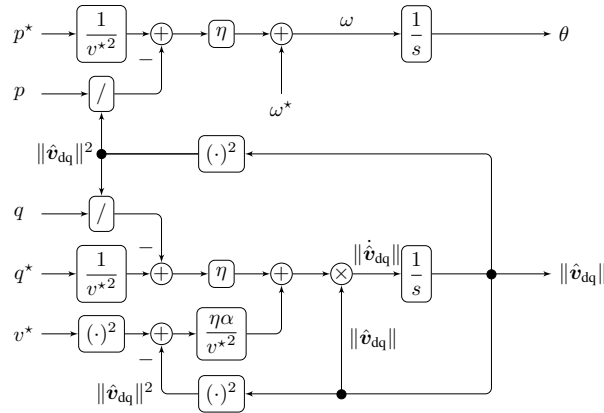 p⋆ 1/v⋆2 + η + ω 1/s θ
−
p /
ω⋆
‖v̂dq‖² (·)²
q /
−
‖v̂̇dq‖
q⋆ 1/v⋆2 + η + × 1/s ‖v̂dq‖
v⋆ (·)² + ηα/v⋆2 ‖v̂dq‖
−
‖v̂dq‖² (·)²